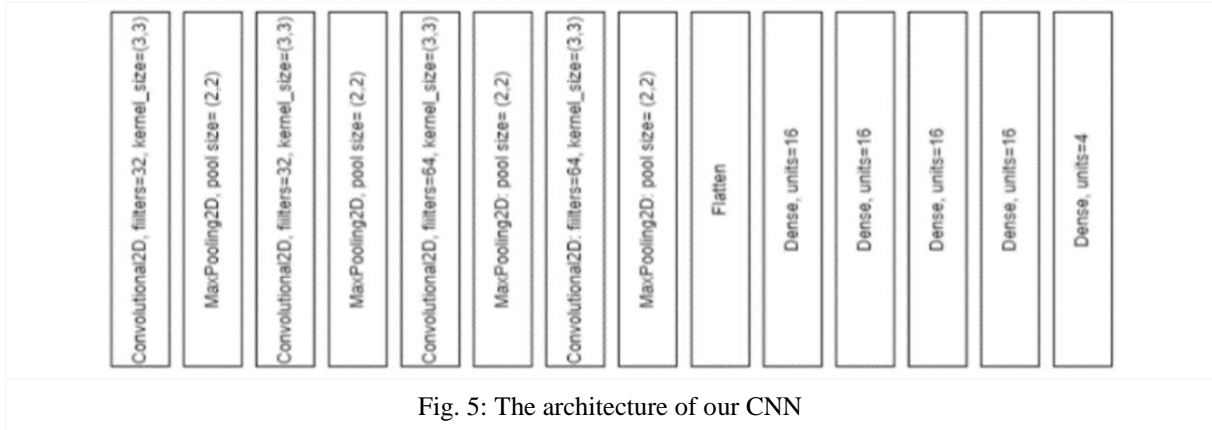 Convolutional2D, fillters=32, kernel_size=(3,3)
MaxPooling2D, pool size= (2,2)
Convolutional2D, fillters=32, kernel_size=(3,3)
MaxPooling2D, pool size= (2,2)
Convolutional2D, fillters=64, kernel_size=(3,3)
MaxPooling2D: pool size= (2,2)
Convolutional2D: fillters=64, kernel_size=(3,3)
MaxPooling2D: pool size= (2,2)
Flatten
Dense, units=16
Dense, units=16
Dense, units=16
Dense, units=16
Dense, units=4
Fig. 5: The architecture of our CNN